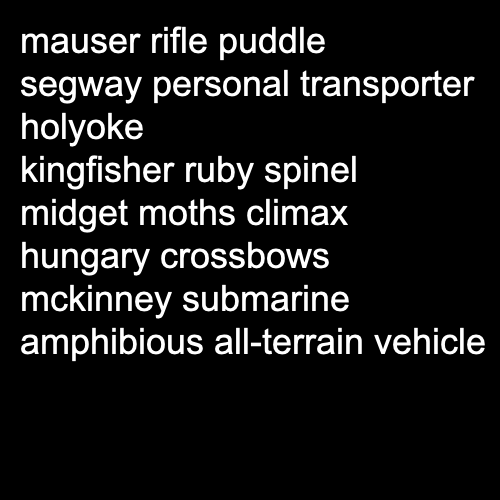 mauser rifle puddle
segway personal transporter
holyoke
kingfisher ruby spinel
midget moths climax
hungary crossbows
mckinney submarine
amphibious all-terrain vehicle